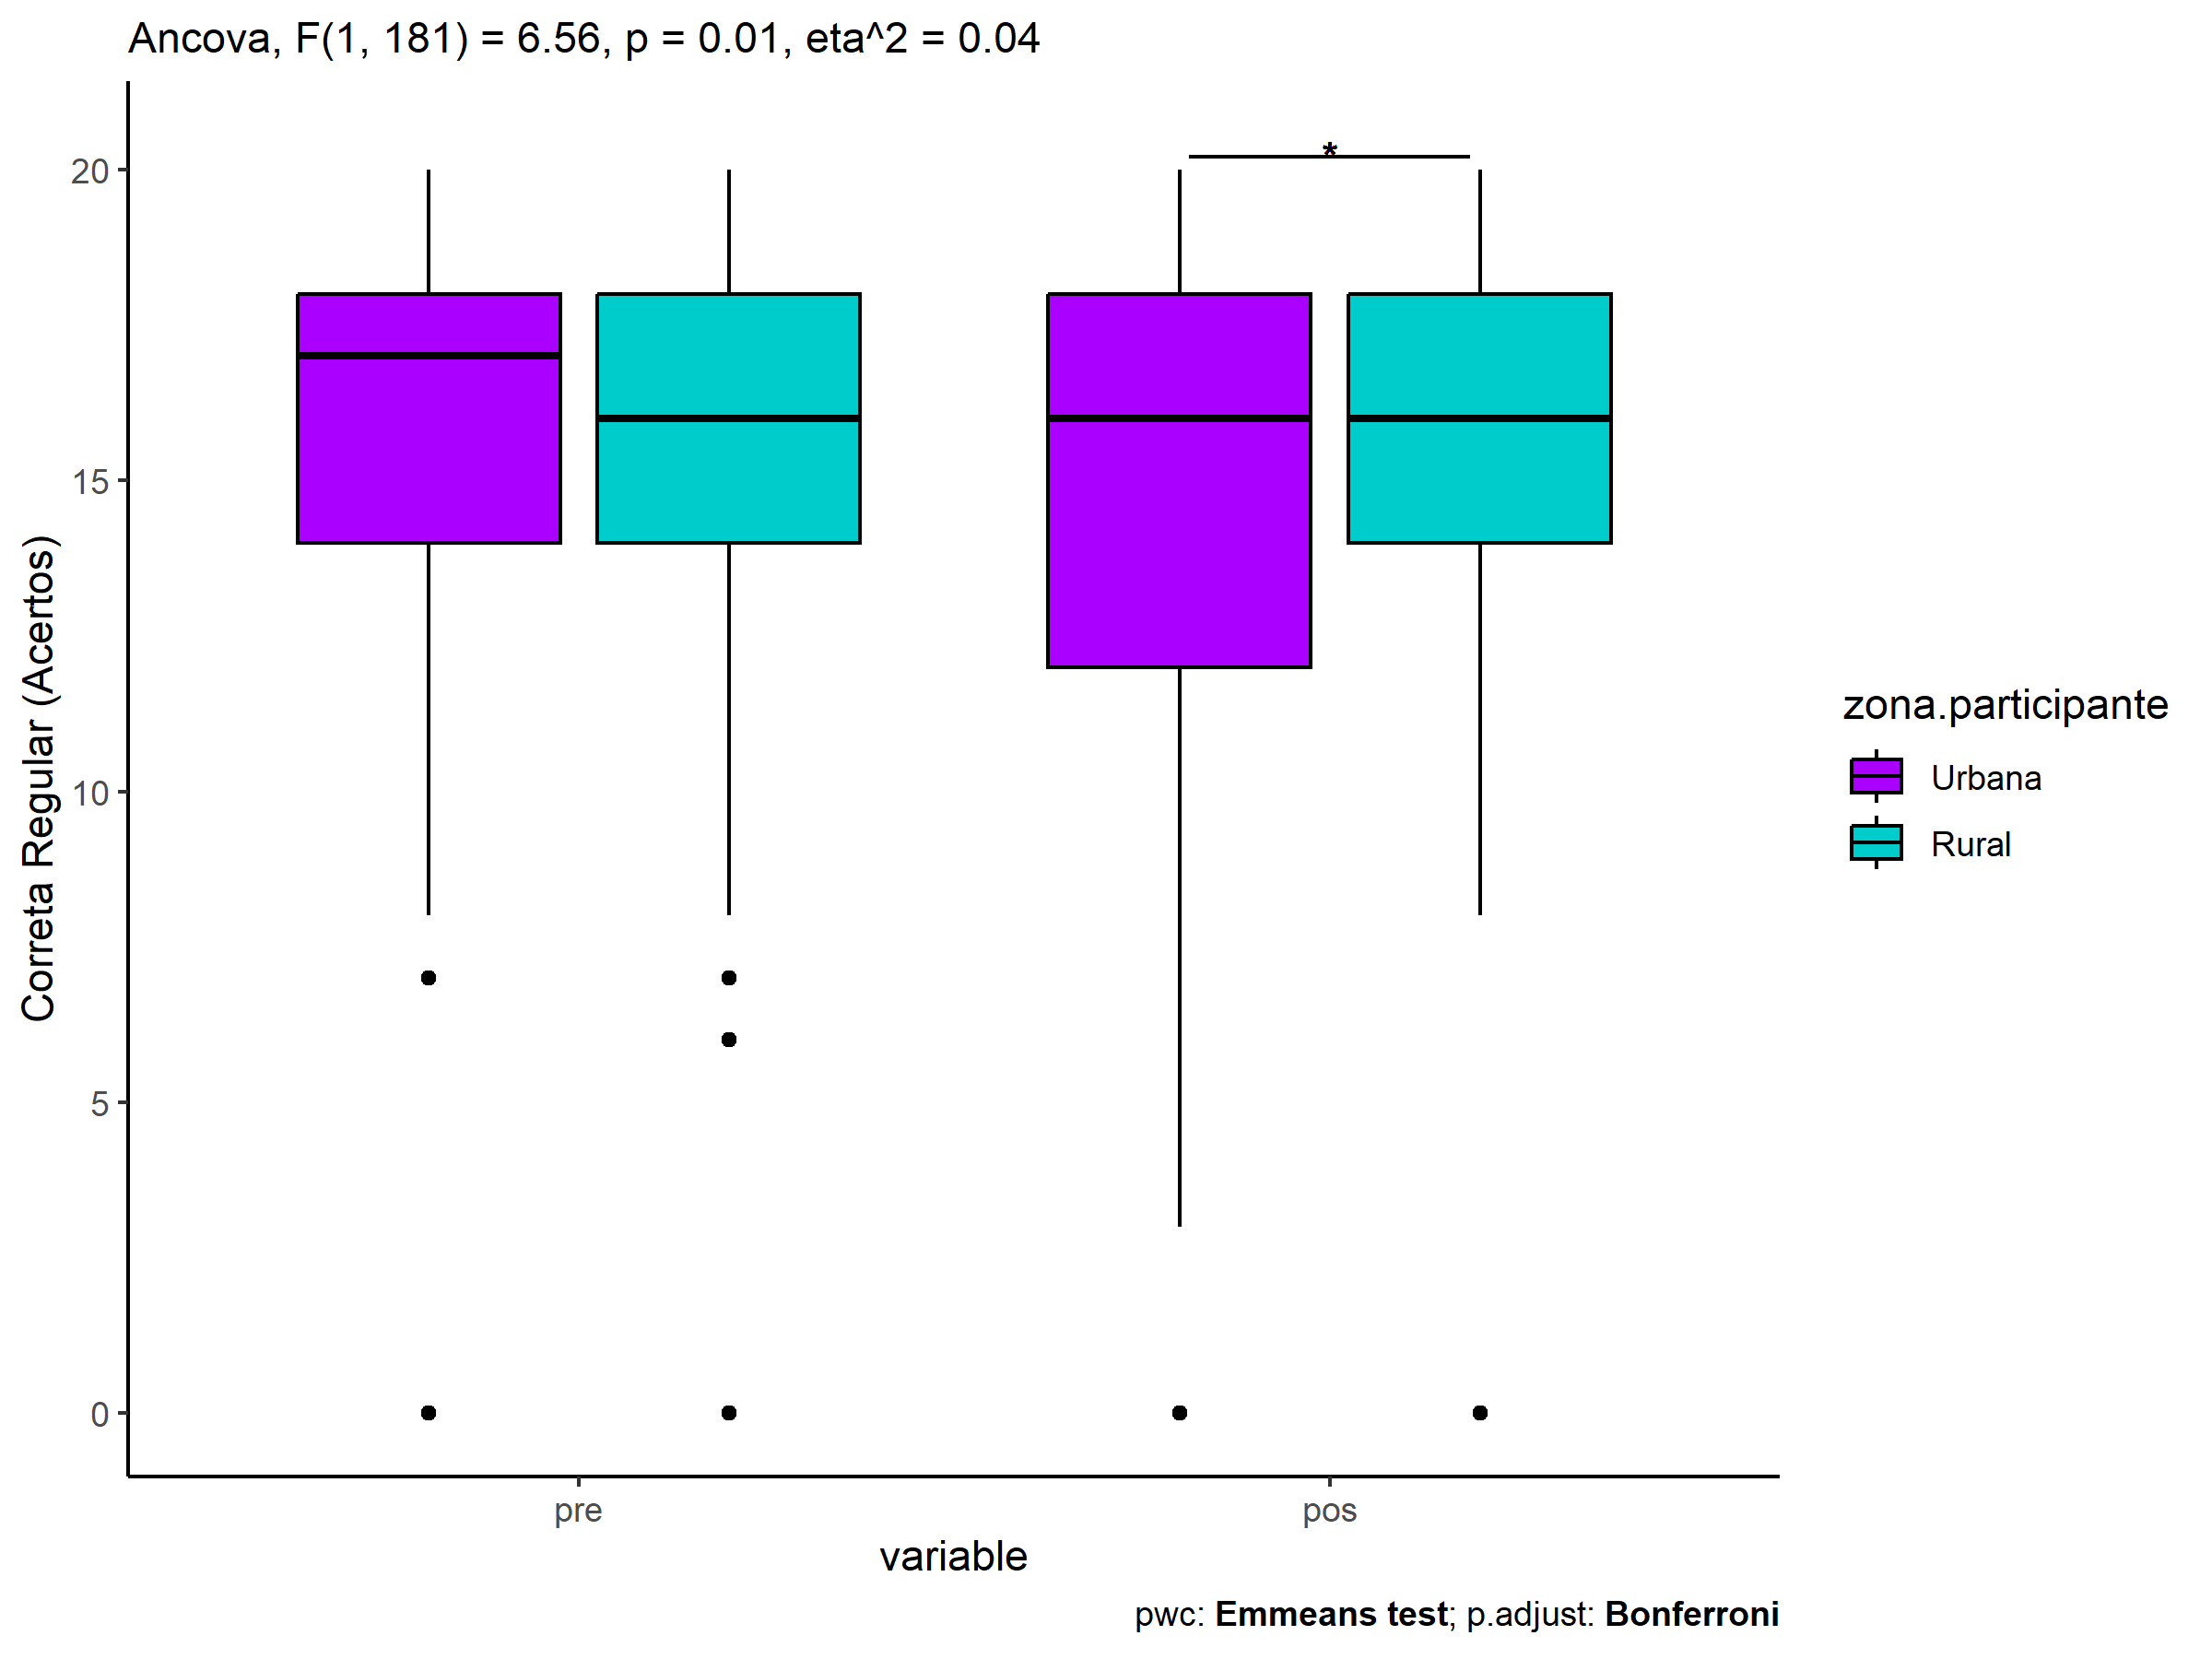 Ancova, F(1, 181) = 6.56, p = 0.01, eta^2 = 0.04
*
20
15
10
5
0
Correta Regular (Acertos)
pre
pos
variable
zona.participante
Urbana
Rural
pwc: Emmeans test; p.adjust: Bonferroni